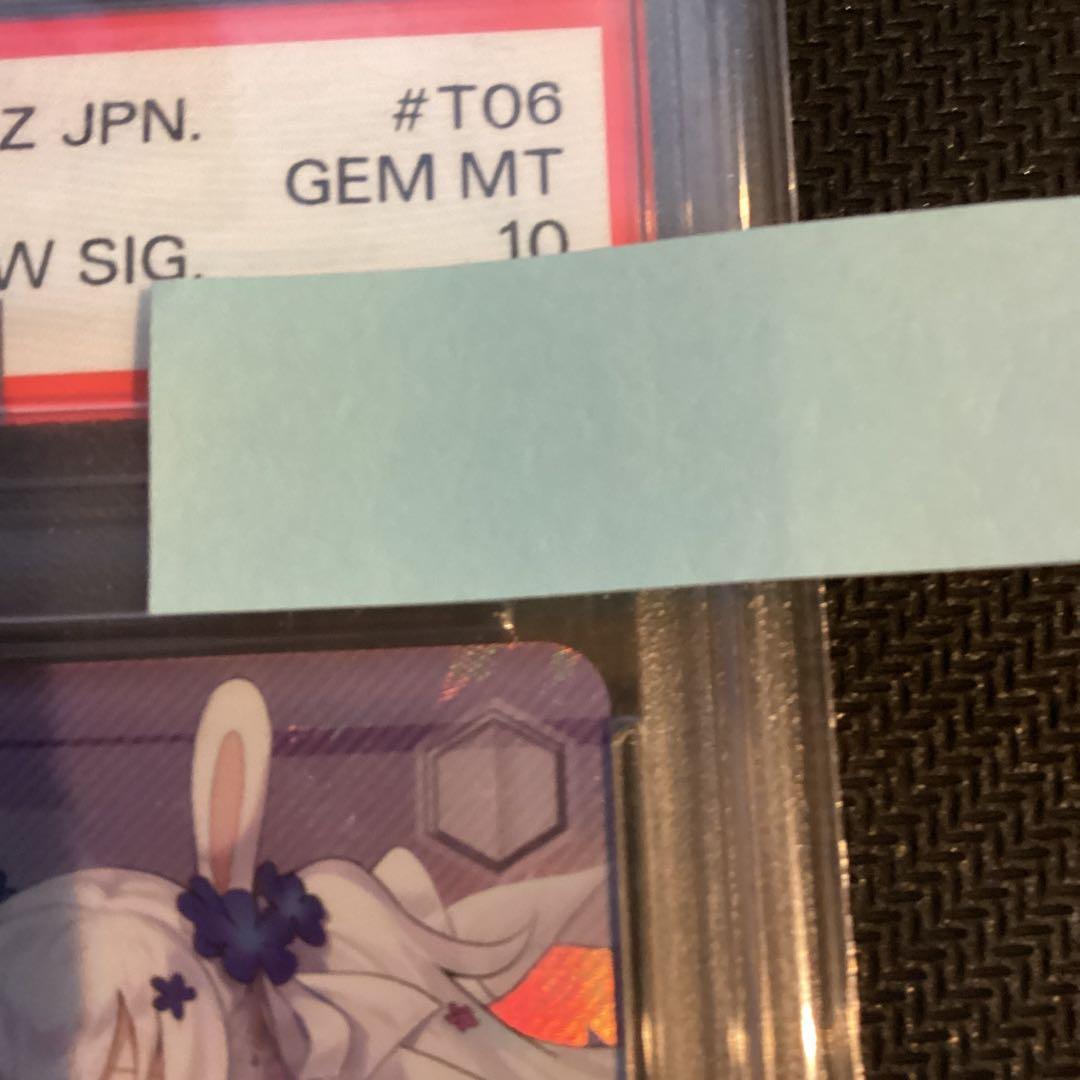 Z JPN. #T06
GEM MT
W SIG. 10